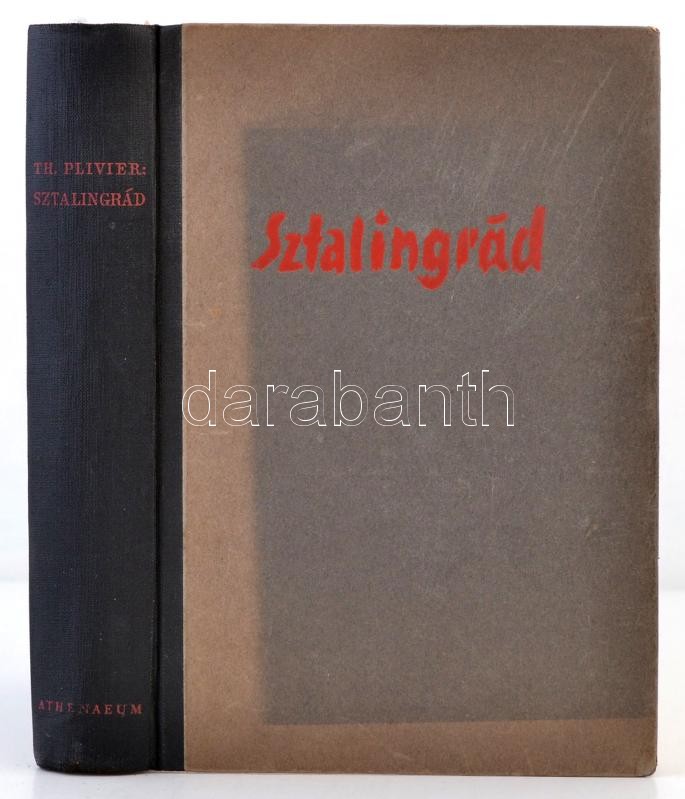 TH. PLIVIER:
SZTALINGRÁD
ATHENAEUM
Sztalingrád
darabanth